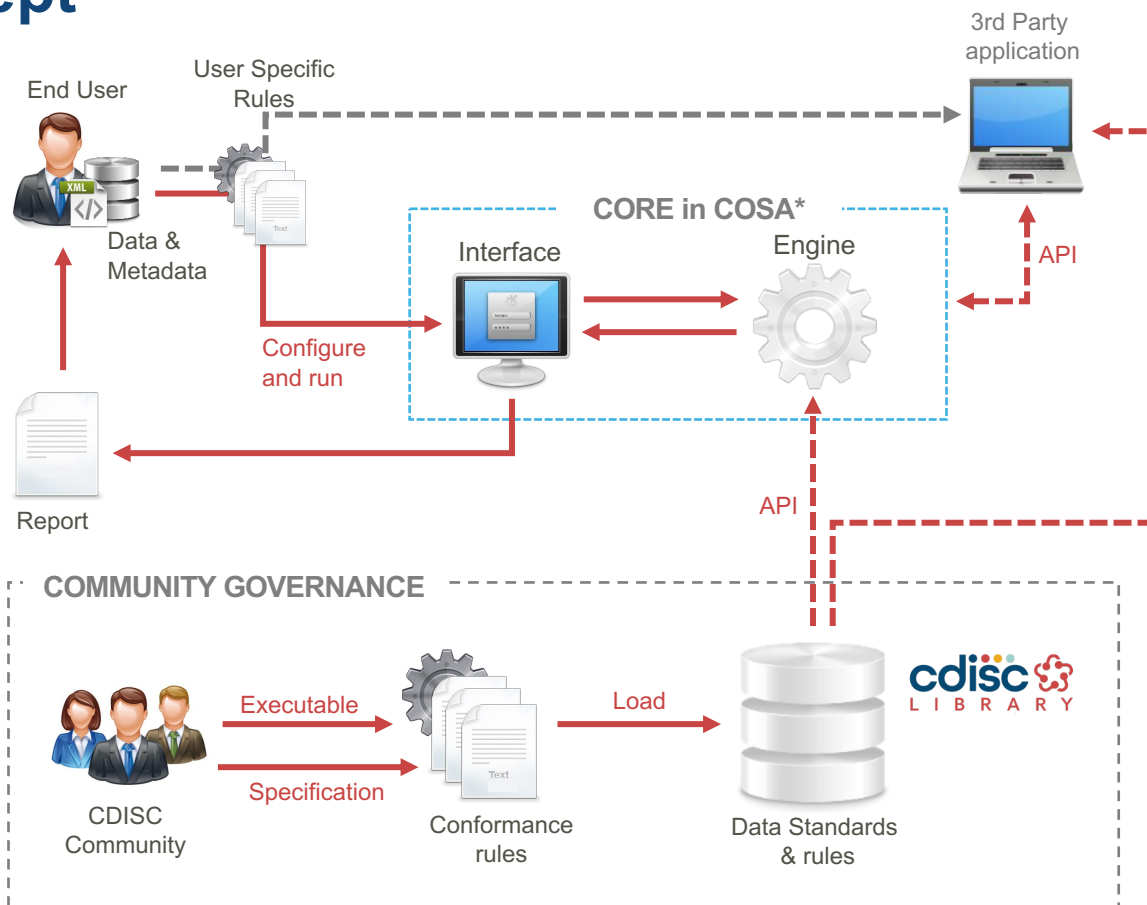 ept
3rd Party
application
User Specific
Rules
End User
XML
</>
Text
Data &
Metadata
CORE in COSA*
Interface
Engine
API
Configure
and run
Report
API
COMMUNITY GOVERNANCE
cdisc
LIBRARY
Executable
Load
Specification
Text
CDISC
Community
Conformance
rules
Data Standards
& rules